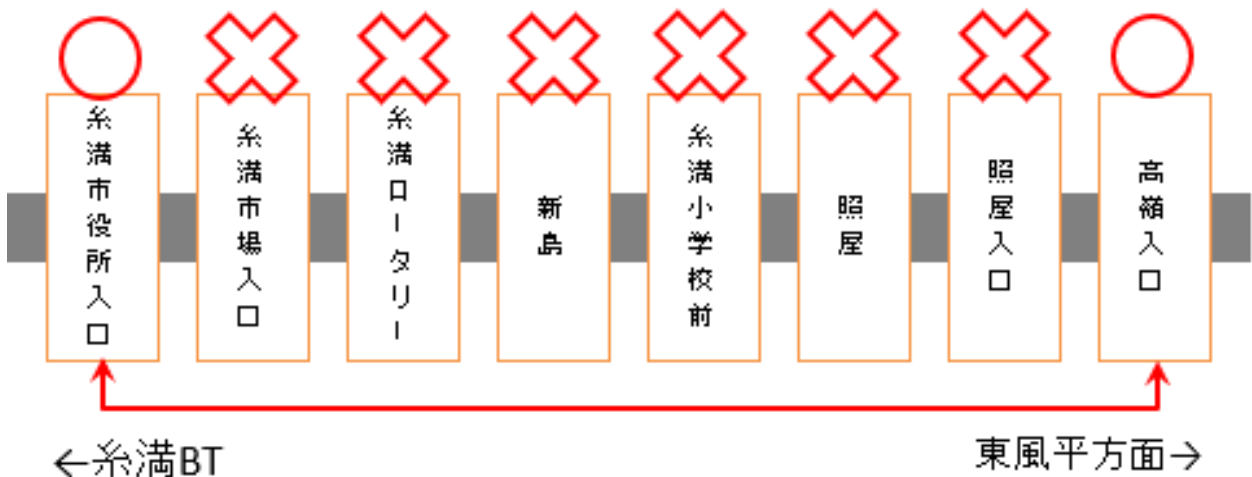 糸満市役所入口
糸満市場入口
糸満ロータリー
新島
糸満小学校前
照屋
照屋入口
高嶺入口
←糸満BT
東風平方面→